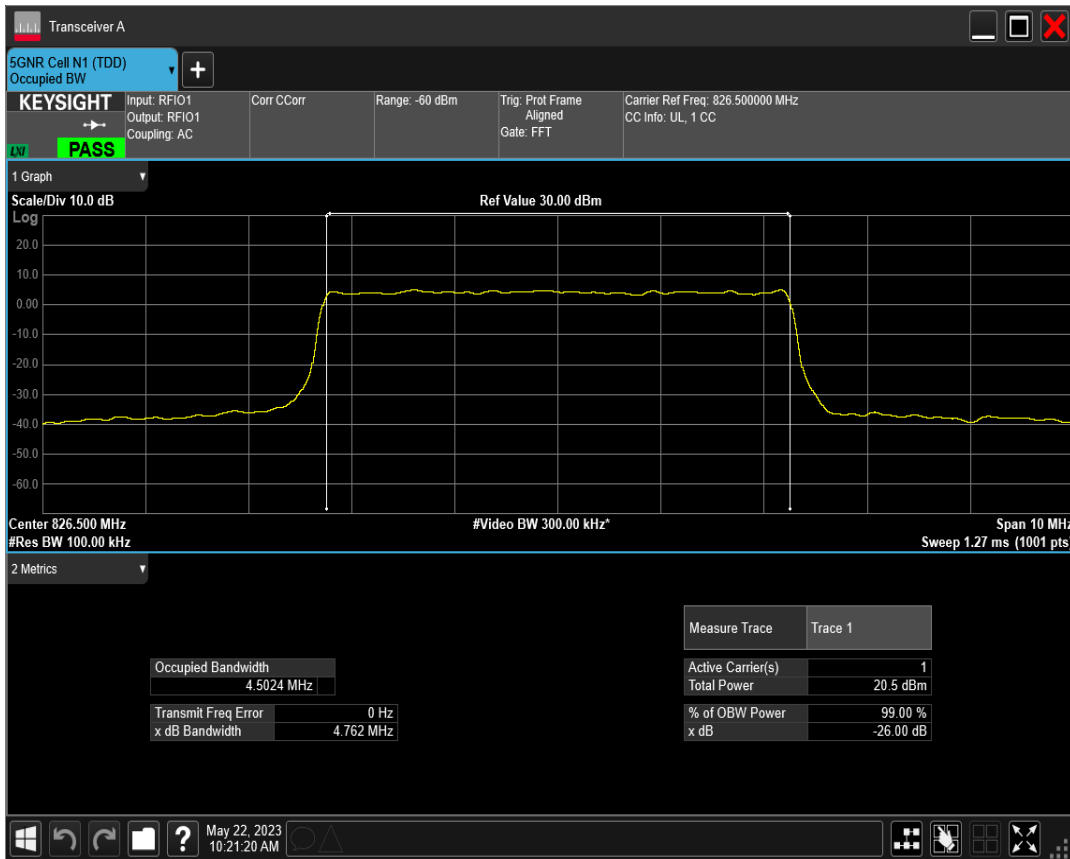 Transceiver A
5GNR Cell N1 (TDD)
Occupied BW
+
KEYSIGHT
LXI
PASS
Input: RFIO1
Output: RFIO1
Coupling: AC
Corr CCorr
Range: -60 dBm
Trig: Prot Frame
Aligned
Gate: FFT
Carrier Ref Freq: 826.500000 MHz
CC Info: UL, 1 CC
1 Graph
Scale/Div 10.0 dB
Ref Value 30.00 dBm
Log
20.0
10.0
0.00
-10.0
-20.0
-30.0
-40.0
-50.0
-60.0
Center 826.500 MHz
#Video BW 300.00 kHz*
Span 10 MHz
#Res BW 100.00 kHz
Sweep 1.27 ms (1001 pts)
2 Metrics
Measure Trace Trace 1
Occupied Bandwidth
4.5024 MHz
Active Carrier(s) 1
Total Power 20.5 dBm
Transmit Freq Error 0 Hz
x dB Bandwidth 4.762 MHz
% of OBW Power 99.00 %
x dB -26.00 dB
?
May 22, 2023
10:21:20 AM